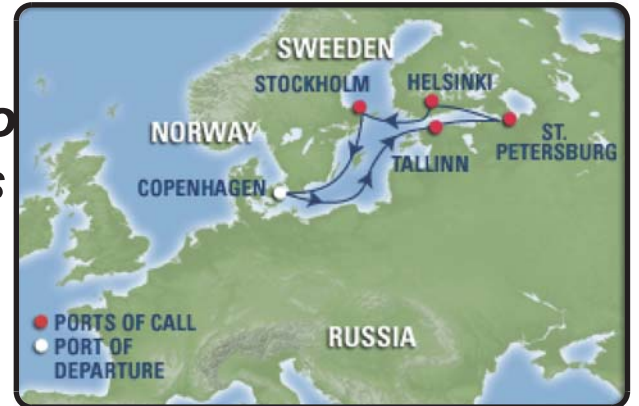 SWEEDEN
STOCKHOLM HELSINKI
NORWAY
ST.
PETERSBURG
TALLINN
COPENHAGEN
PORTS OF CALL
PORT OF
DEPARTURE
RUSSIA